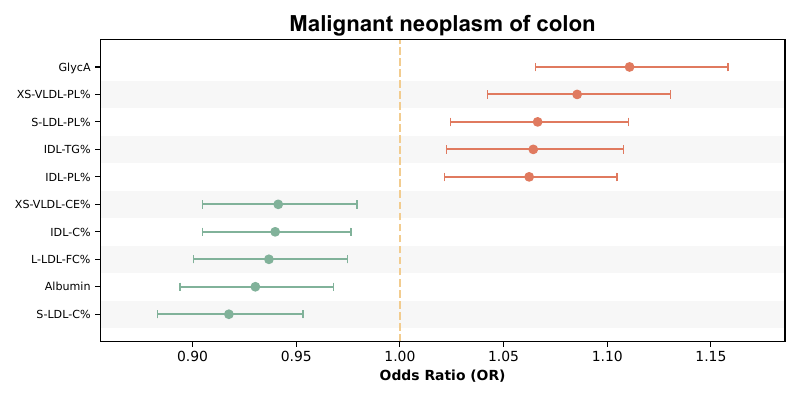 Malignant neoplasm of colon
GlycA
XS-VLDL-PL%
S-LDL-PL%
IDL-TG%
IDL-PL%
XS-VLDL-CE%
IDL-C%
L-LDL-FC%
Albumin
S-LDL-C%
0.90 0.95 1.00 1.05 1.10 1.15
Odds Ratio (OR)